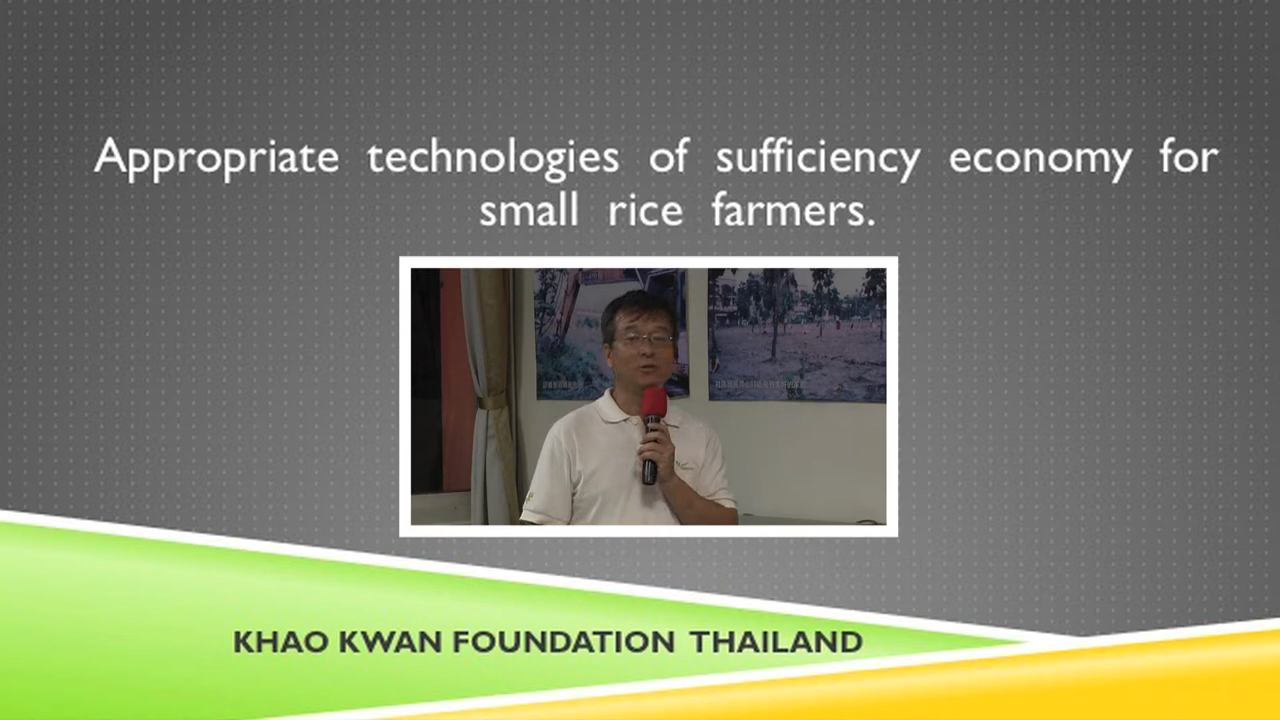 Appropriate technologies of sufficiency economy for
small rice farmers.
KHAO KWAN FOUNDATION THAILAND